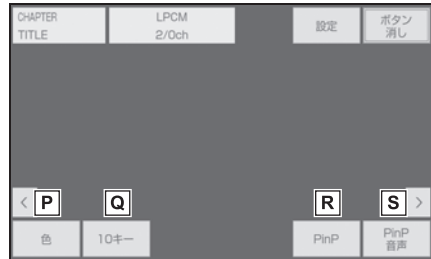 CHAPTER
TITLE
LPCM
2/0ch
設定
ボタン
消し
< P Q R S >
色
10キー
PinP
PinP
音声